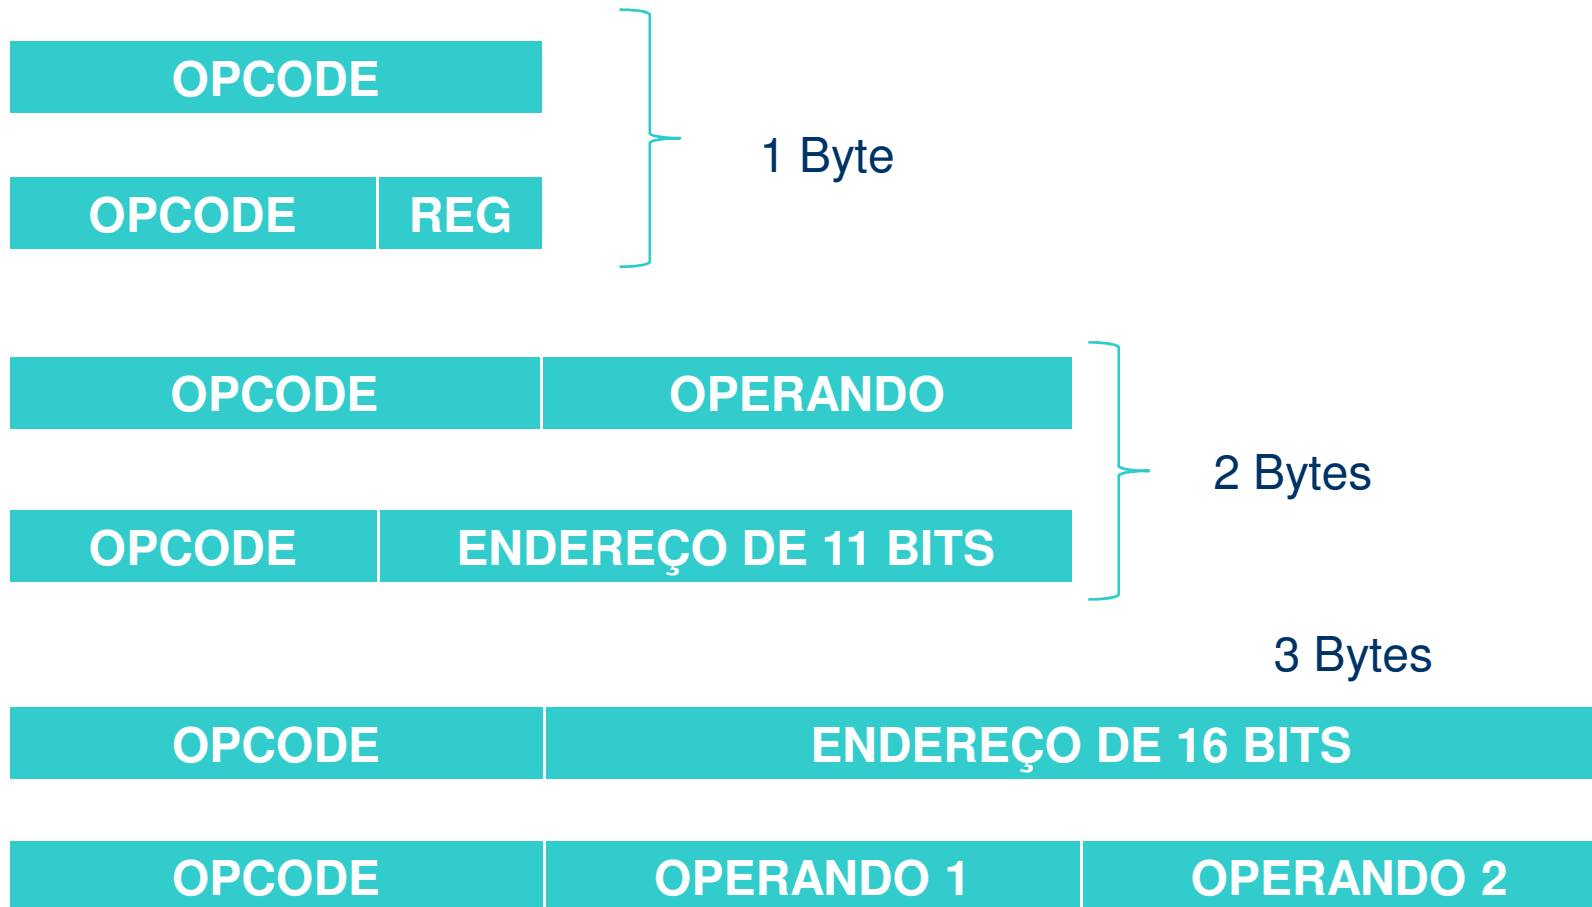 OPCODE
1 Byte
OPCODE REG
OPCODE OPERANDO
2 Bytes
OPCODE ENDEREÇO DE 11 BITS
3 Bytes
OPCODE ENDEREÇO DE 16 BITS
OPCODE OPERANDO 1 OPERANDO 2